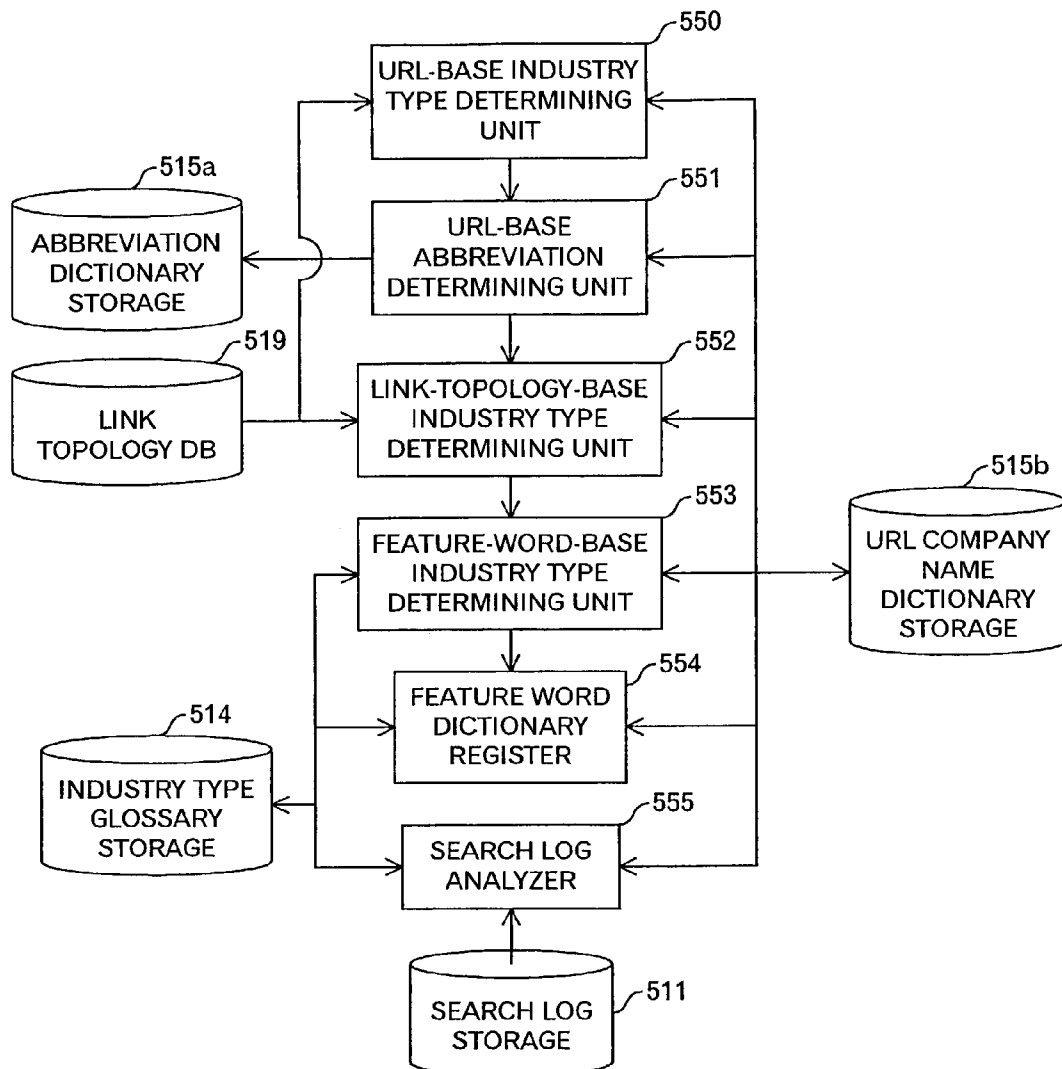 550
URL-BASE INDUSTRY
TYPE DETERMINING
UNIT
515a
ABBREVIATION
DICTIONARY
STORAGE
551
URL-BASE
ABBREVIATION
DETERMINING UNIT
519
LINK
TOPOLOGY DB
552
LINK-TOPOLOGY-BASE
INDUSTRY TYPE
DETERMINING UNIT
553
FEATURE-WORD-BASE
INDUSTRY TYPE
DETERMINING UNIT
515b
URL COMPANY
NAME
DICTIONARY
STORAGE
554
FEATURE WORD
DICTIONARY
REGISTER
514
INDUSTRY TYPE
GLOSSARY
STORAGE
555
SEARCH LOG
ANALYZER
511
SEARCH LOG
STORAGE